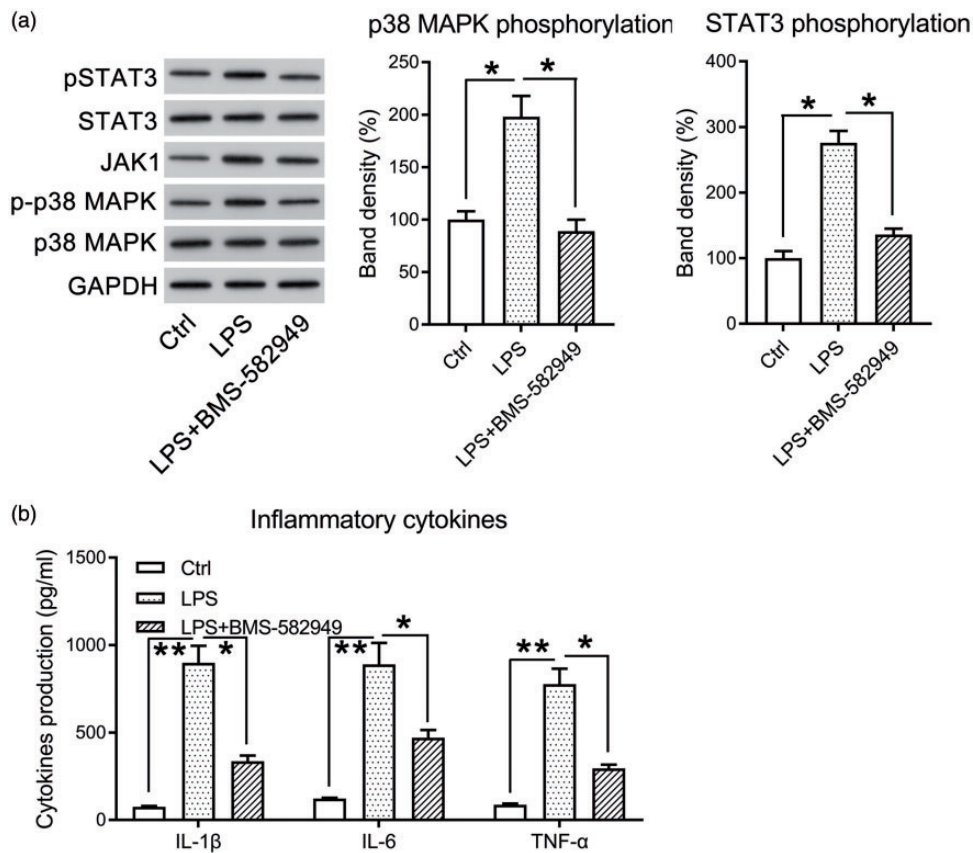 (a)
pSTAT3
STAT3
JAK1
p-p38 MAPK
p38 MAPK
GAPDH
Ctrl
LPS
LPS+BMS-582949
p38 MAPK phosphorylation
Band density (%)
250
200
150
100
50
0
* *
Ctrl
LPS
LPS+BMS-582949
STAT3 phosphorylation
Band density (%)
400
300
200
100
0
* *
Ctrl
LPS
LPS+BMS-582949
(b)
Inflammatory cytokines
Cytokines production (pg/ml)
1500
1000
500
0
Ctrl
LPS
LPS+BMS-582949
** *
** *
** *
IL-1β
IL-6
TNF-α